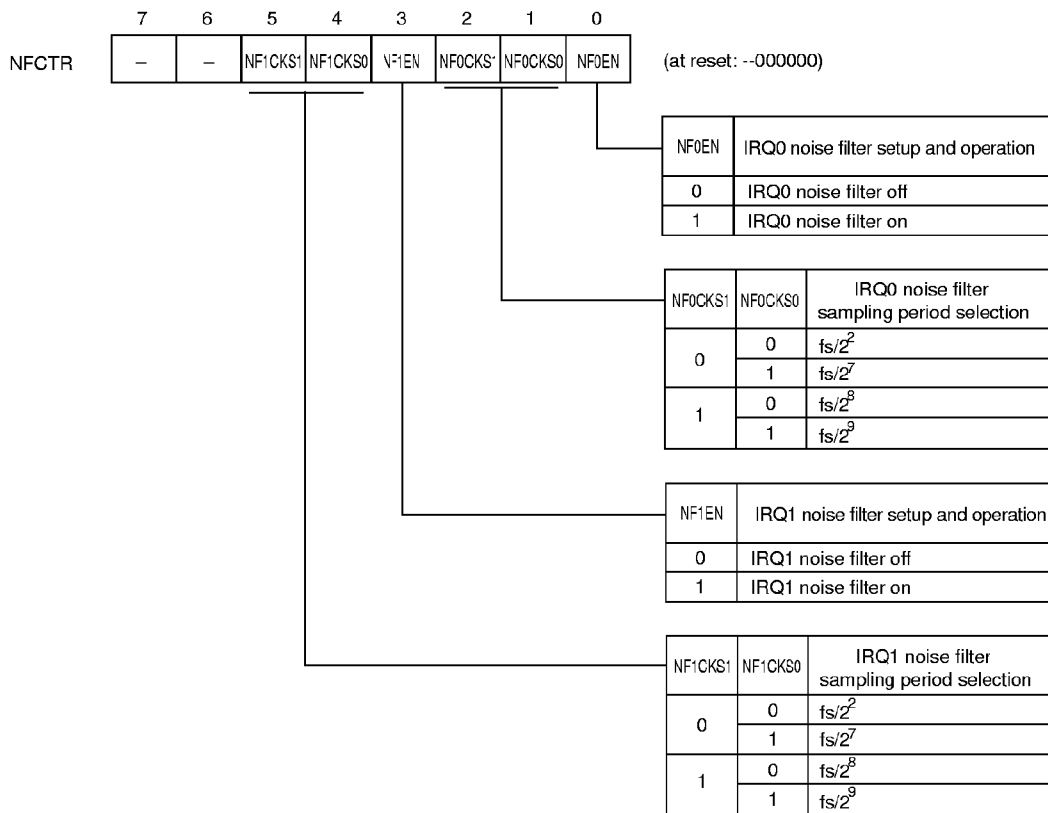 7 6 5 4 3 2 1 0
NFCTR – – NF1CKS1 NF1CKS0 NF1EN NF0CKS1 NF0CKS0 NF0EN (at reset: --000000)
NF0EN IRQ0 noise filter setup and operation
0 IRQ0 noise filter off
1 IRQ0 noise filter on
NF0CKS1 NF0CKS0 IRQ0 noise filter
sampling period selection
0 0 fs/2²
1 fs/2⁷
1 0 fs/2⁸
1 fs/2⁹
NF1EN IRQ1 noise filter setup and operation
0 IRQ1 noise filter off
1 IRQ1 noise filter on
NF1CKS1 NF1CKS0 IRQ1 noise filter
sampling period selection
0 0 fs/2²
1 fs/2⁷
1 0 fs/2⁸
1 fs/2⁹